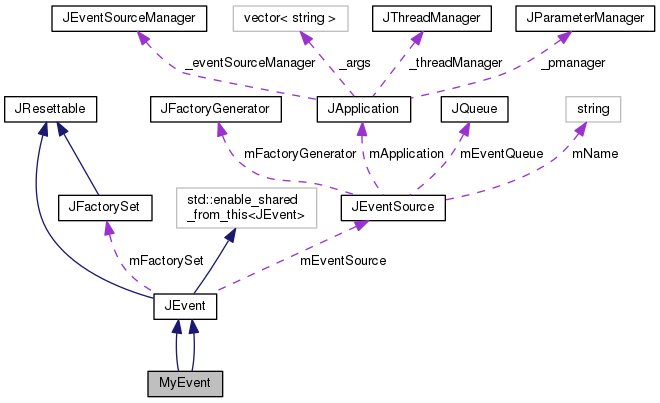 JEventSourceManager
vector< string >
JThreadManager
JParameterManager
_eventSourceManager
_args
_threadManager
_pmanager
JResettable
JFactoryGenerator
JApplication
JQueue
string
mFactoryGenerator
mApplication
mEventQueue
mName
JFactorySet
std::enable_shared
_from_this<JEvent>
JEventSource
mFactorySet
mEventSource
JEvent
MyEvent